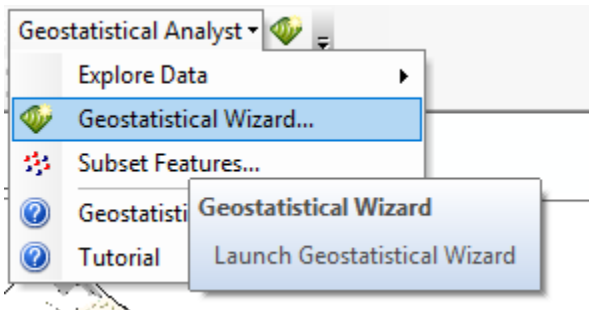 Geostatistical Analyst
Explore Data
Geostatistical Wizard...
Subset Features...
Geostatisti
Geostatistical Wizard
Launch Geostatistical Wizard
Tutorial